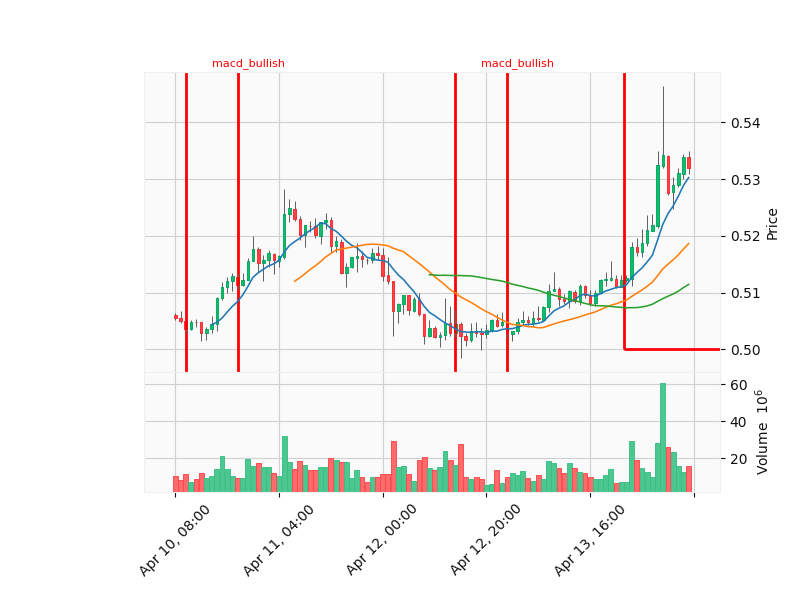 macd_bullish macd_bullish
0.54
0.53
0.52
0.51
0.50
Price
60
40
20
Volume 10^6
Apr 10, 08:00
Apr 11, 04:00
Apr 12, 00:00
Apr 12, 20:00
Apr 13, 16:00